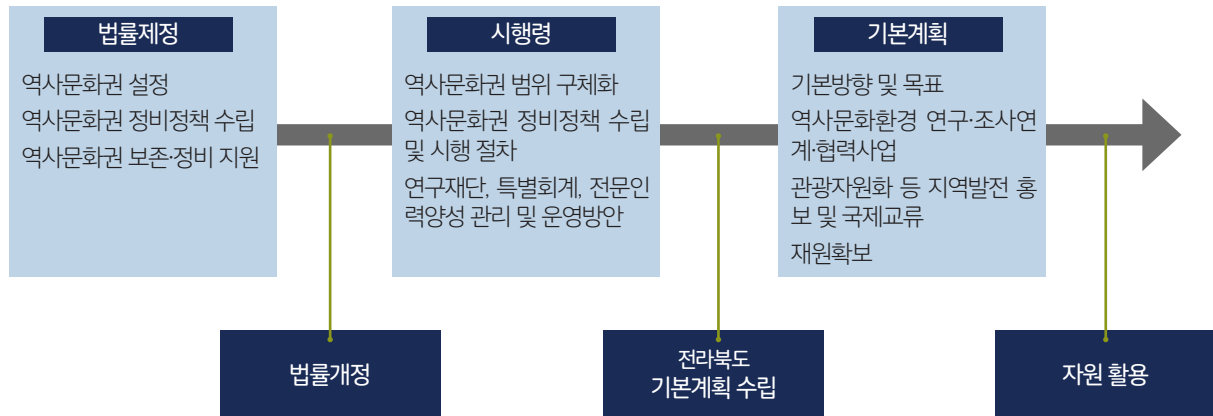 법률제정
역사문화권 설정
역사문화권 정비정책 수립
역사문화권 보존·정비 지원
시행령
역사문화권 범위 구체화
역사문화권 정비정책 수립
및 시행 절차
연구재단, 특별회계, 전문인
력양성 관리 및 운영방안
기본계획
기본방향 및 목표
역사문화환경 연구·조사연
계·협력사업
관광자원화 등 지역발전 홍
보 및 국제교류
재원확보
법률개정
전라북도
기본계획 수립
자원 활용